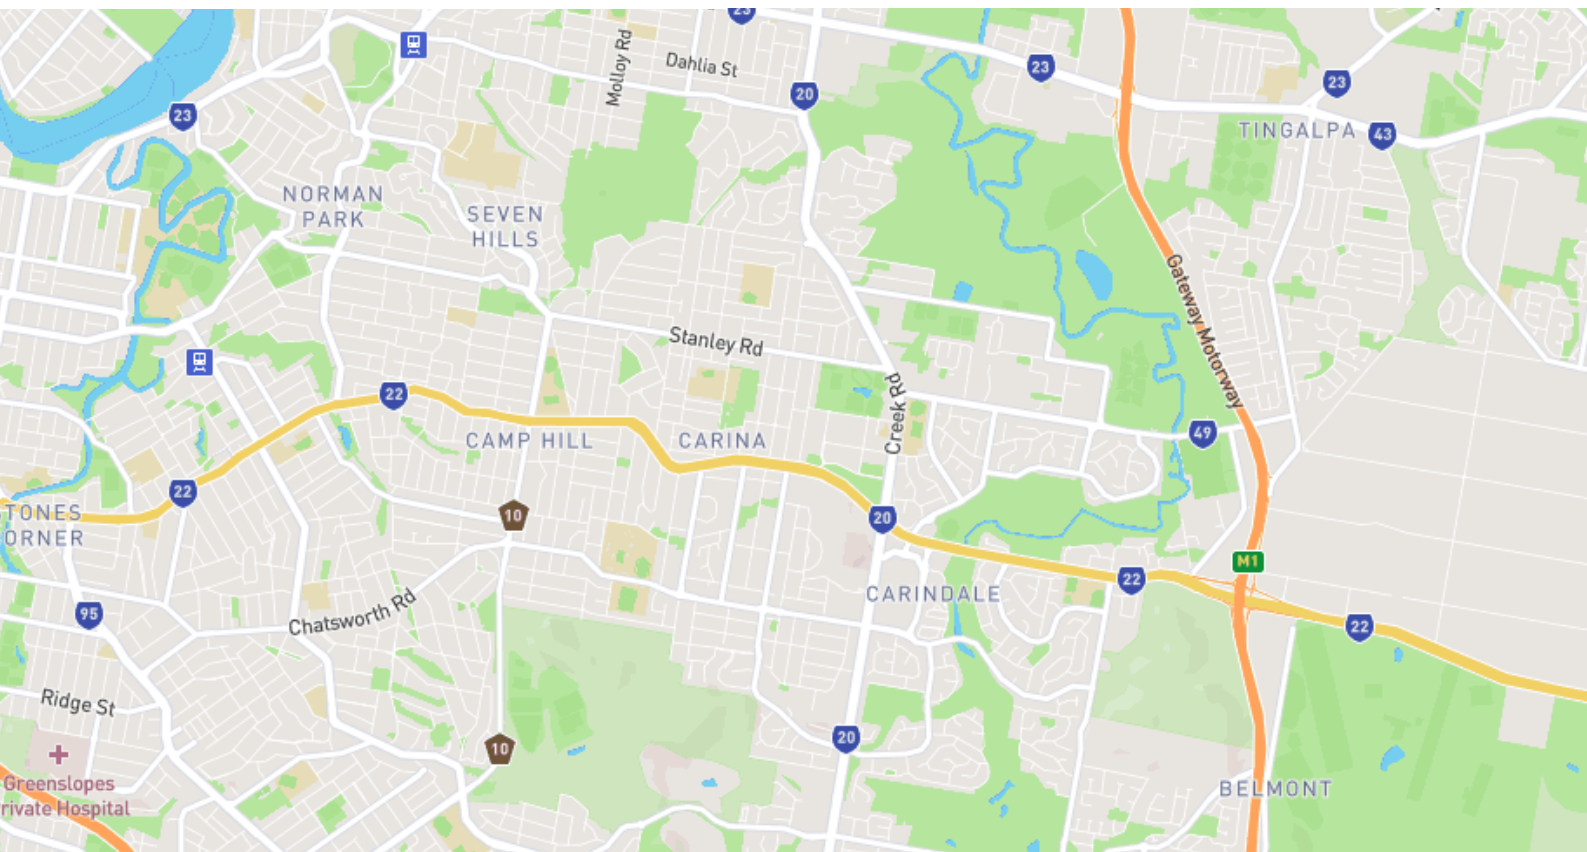 23
Molloy Rd
Dahlia St
23
20
23
23
TINGALPA
43
NORMAN
PARK
SEVEN
HILLS
Gateway Motorway
Stanley Rd
22
Creek Rd
CAMP HILL
CARINA
49
22
TONES
ORNER
10
20
M1
22
CARINDALE
95
Chatsworth Rd
22
Ridge St
20
10
Greenslopes
rivate Hospital
BELMONT